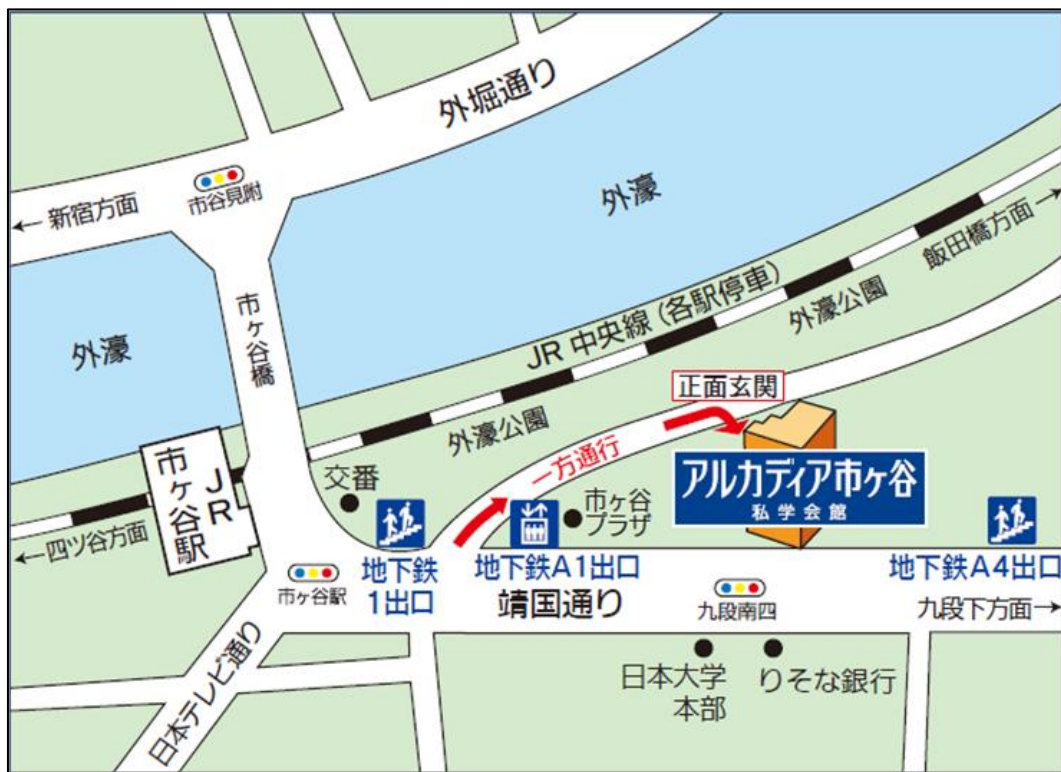 外堀通り
市谷見附
←新宿方面
外濠
外濠
市ヶ谷橋
飯田橋方面→
JR 中央線（各駅停車）
外濠公園
外濠公園
正面玄関
一方通行
アルカディア市ヶ谷
私学会館
JR
市ヶ谷駅
←四ツ谷方面
交番
市ヶ谷
プラザ
地下鉄
1出口
地下鉄A1出口
地下鉄A4出口
市ヶ谷駅
靖国通り
九段南四
九段下方面→
日本テレビ通り
日本大学
本部
りそな銀行